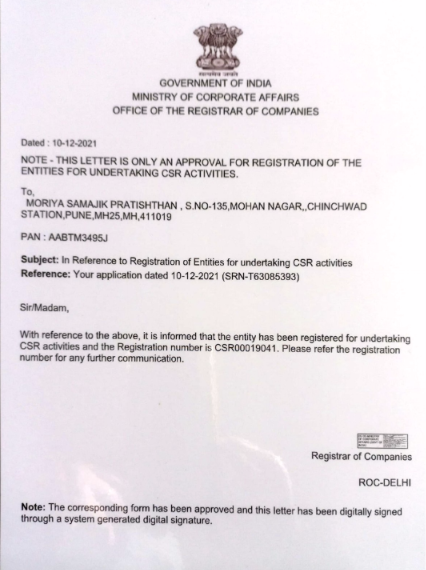 GOVERNMENT OF INDIA
MINISTRY OF CORPORATE AFFAIRS
OFFICE OF THE REGISTRAR OF COMPANIES
Dated : 10-12-2021
NOTE - THIS LETTER IS ONLY AN APPROVAL FOR REGISTRATION OF THE
ENTITIES FOR UNDERTAKING CSR ACTIVITIES.
To,
MORIYA SAMAJIK PRATISHTHAN , S.NO-135,MOHAN NAGAR,,CHINCHWAD
STATION,PUNE,MH25,MH,411019
PAN : AABTM3495J
Subject: In Reference to Registration of Entities for undertaking CSR activities
Reference: Your application dated 10-12-2021 (SRN-T63085393)
Sir/Madam,
With reference to the above, it is informed that the entity has been registered for undertaking
CSR activities and the Registration number is CSR00019041. Please refer the registration
number for any further communication.
Registrar of Companies
ROC-DELHI
Note: The corresponding form has been approved and this letter has been digitally signed
through a system generated digital signature.